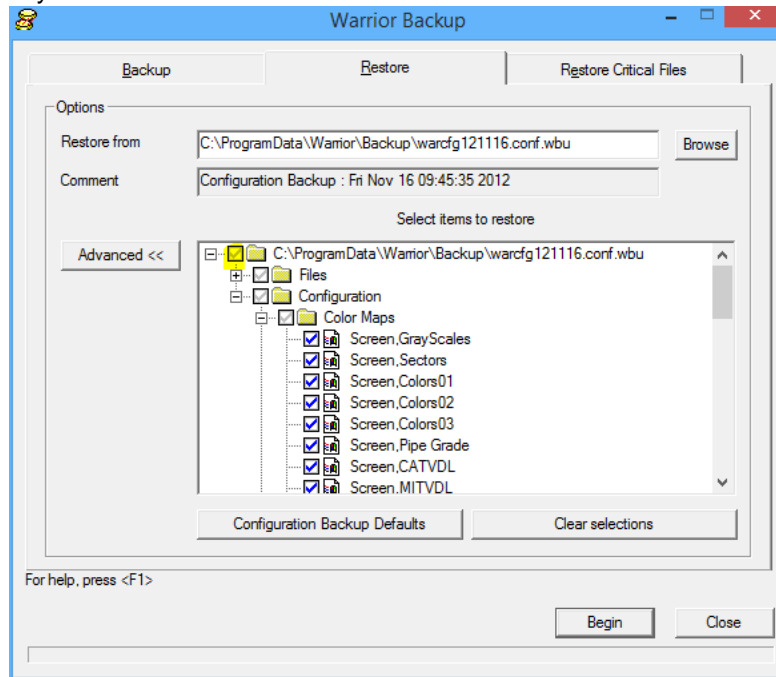 Warrior Backup
Backup Restore Restore Critical Files
Options
Restore from C:\ProgramData\Warrior\Backup\warcfg121116.conf.wbu Browse
Comment Configuration Backup : Fri Nov 16 09:45:35 2012
Select items to restore
Advanced << C:\ProgramData\Warrior\Backup\warcfg121116.conf.wbu
Files
Configuration
Color Maps
Screen,GrayScales
Screen,Sectors
Screen,Colors01
Screen,Colors02
Screen,Colors03
Screen,Pipe Grade
Screen,CATVDL
Screen,MITVDL
Configuration Backup Defaults Clear selections
For help, press <F1>
Begin Close